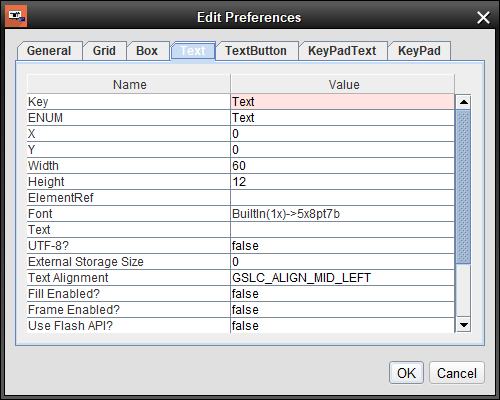 Edit Preferences
General Grid Box Text TextButton KeyPadText KeyPad
Name Value
Key Text
ENUM Text
X 0
Y 0
Width 60
Height 12
ElementRef
Font BuiltIn(1x)->5x8pt7b
Text
UTF-8? false
External Storage Size 0
Text Alignment GSLC_ALIGN_MID_LEFT
Fill Enabled? false
Frame Enabled? false
Use Flash API? false
OK Cancel